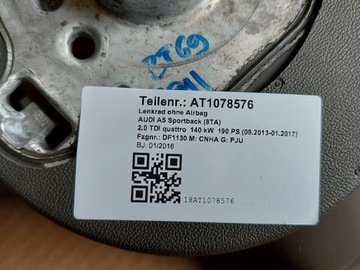 BT69
Teilenr.: AT1078576
Lenkrad ohne Airbag
AUDI A5 Sportback (8TA)
2.0 TDI quattro 140 kW 190 PS (09.2013-01.2017)
Fzgnr.: DF1130 M: CNHA G: PJU
BJ: 01/2016
18AT1078576